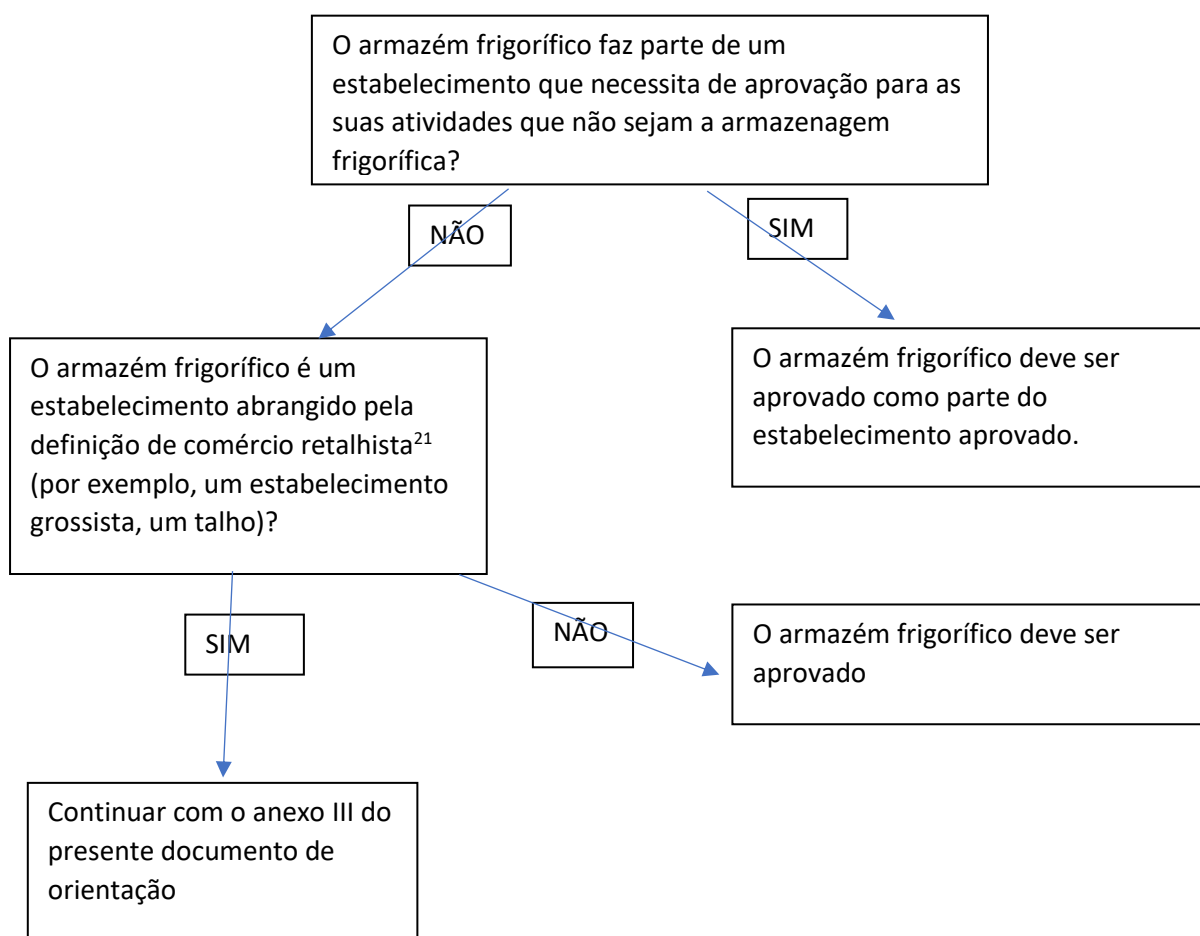 O armazém frigorífico faz parte de um
estabelecimento que necessita de aprovação para as
suas atividades que não sejam a armazenagem
frigorífica?
NÃO
SIM
O armazém frigorífico é um
estabelecimento abrangido pela
definição de comércio retalhista²¹
(por exemplo, um estabelecimento
grossista, um talho)?
O armazém frigorífico deve ser
aprovado como parte do
estabelecimento aprovado.
SIM
NÃO
O armazém frigorífico deve ser
aprovado
Continuar com o anexo III do
presente documento de
orientação